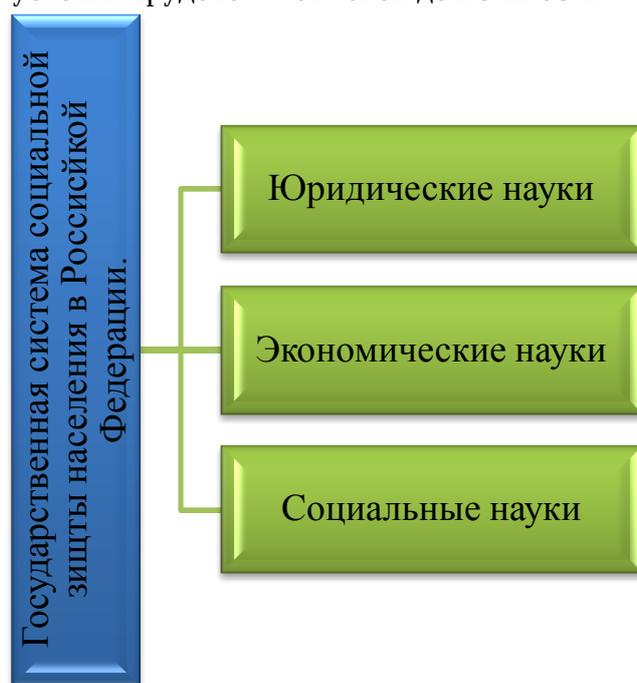 Государственная система социальной
зищты населения в Россисйкой
Федерации.
Юридические науки
Экономические науки
Социальные науки